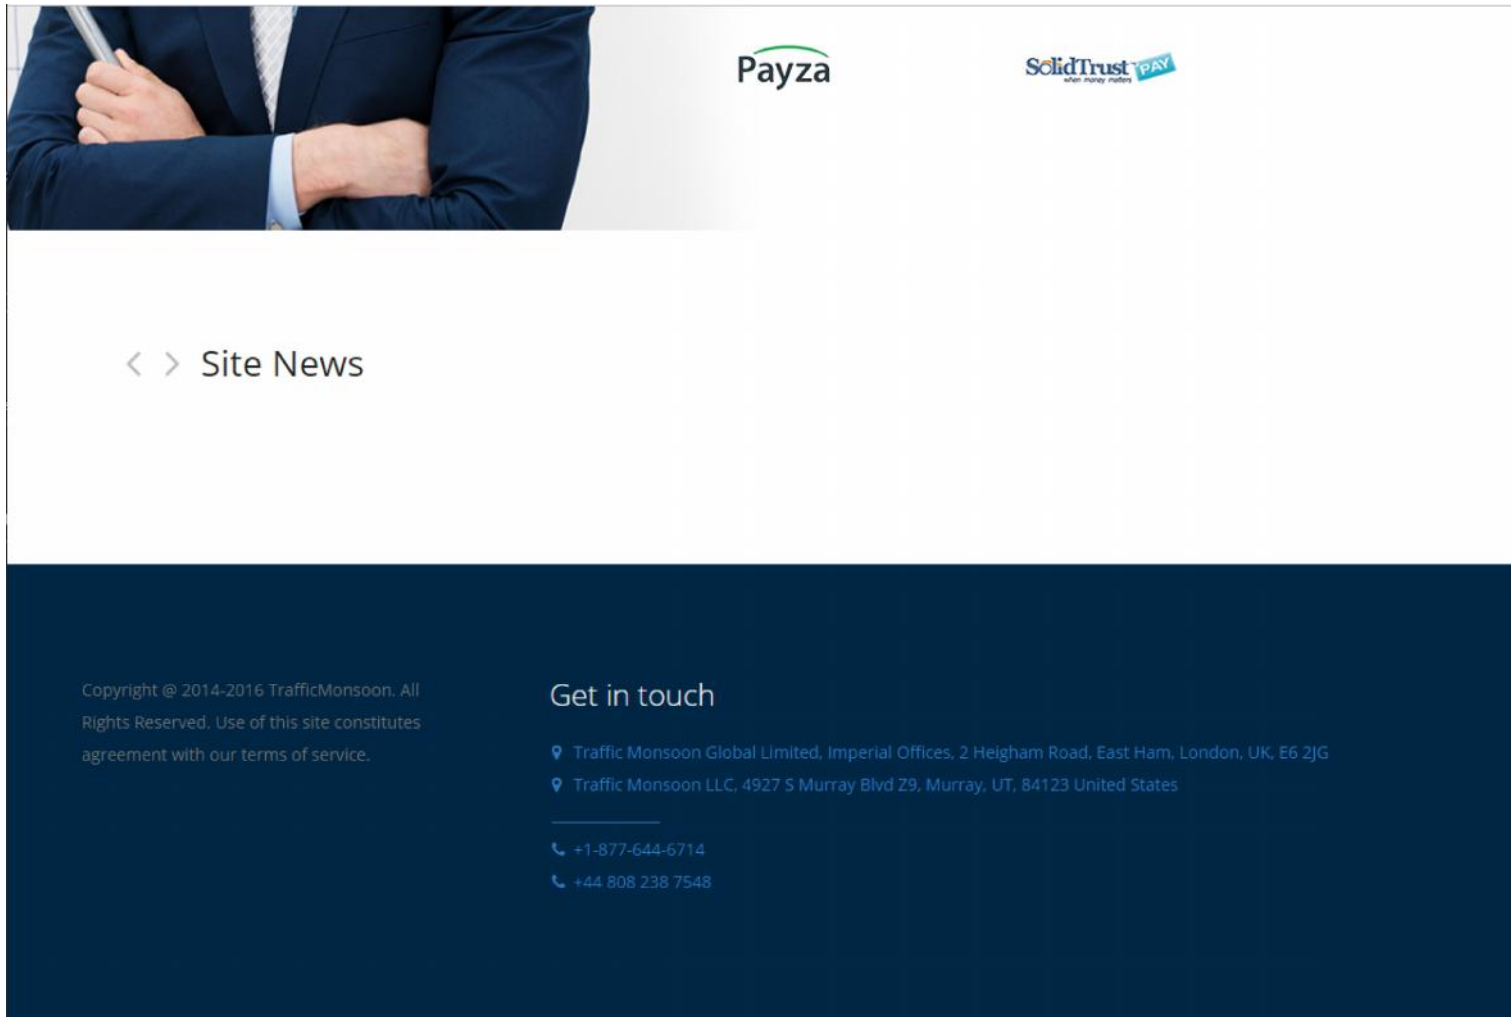 Payza
SolidTrust PAY
when money matters
Site News
Copyright @ 2014-2016 TrafficMonsoon. All
Rights Reserved. Use of this site constitutes
agreement with our terms of service.
Get in touch
Traffic Monsoon Global Limited, Imperial Offices, 2 Heigham Road, East Ham, London, UK, E6 2JG
Traffic Monsoon LLC, 4927 S Murray Blvd Z9, Murray, UT, 84123 United States
+1-877-644-6714
+44 808 238 7548